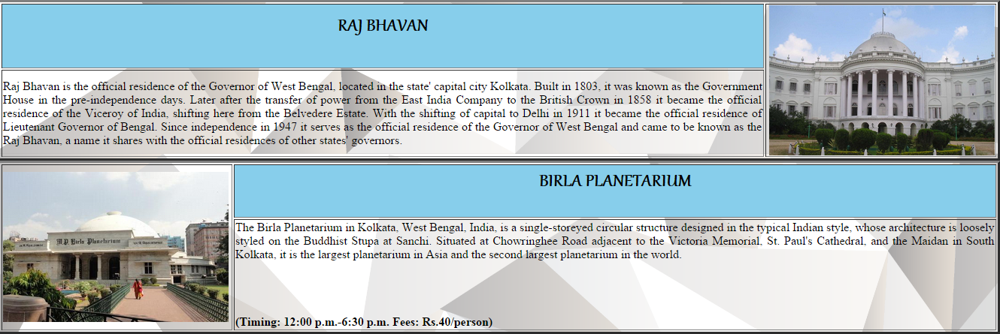 RAJ BHAVAN
Raj Bhavan is the official residence of the Governor of West Bengal, located in the state' capital city Kolkata. Built in 1803, it was known as the Government
House in the pre-independence days. Later after the transfer of power from the East India Company to the British Crown in 1858 it became the official
residence of the Viceroy of India, shifting here from the Belvedere Estate. With the shifting of capital to Delhi in 1911 it became the official residence of
Lieutenant Governor of Bengal. Since independence in 1947 it serves as the official residence of the Governor of West Bengal and came to be known as the
Raj Bhavan, a name it shares with the official residences of other states' governors.
BIRLA PLANETARIUM
M.P. Birla Planetarium
The Birla Planetarium in Kolkata, West Bengal, India, is a single-storeyed circular structure designed in the typical Indian style, whose architecture is loosely
styled on the Buddhist Stupa at Sanchi. Situated at Chowringhee Road adjacent to the Victoria Memorial, St. Paul's Cathedral, and the Maidan in South
Kolkata, it is the largest planetarium in Asia and the second largest planetarium in the world.
(Timing: 12:00 p.m.-6:30 p.m. Fees: Rs.40/person)